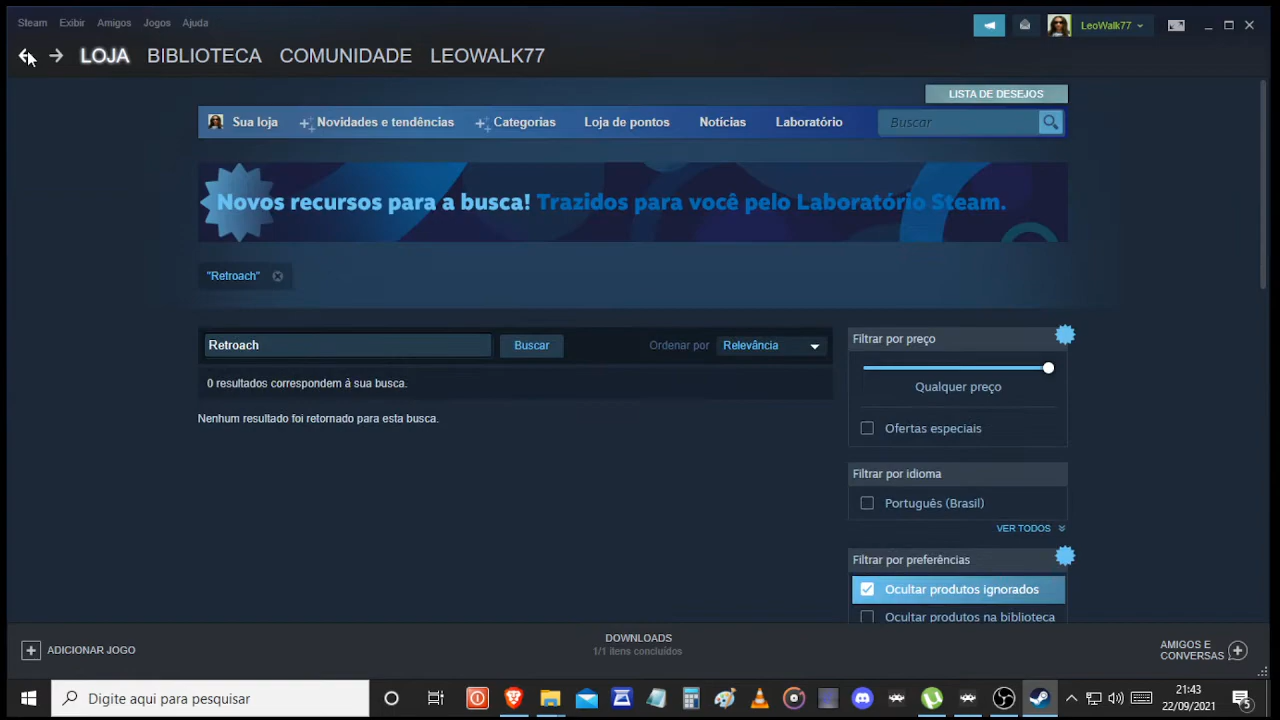 Steam Exibir Amigos Jogos Ajuda
LeoWalk77
LOJA BIBLIOTECA COMUNIDADE LEOWALK77
LISTA DE DESEJOS
Sua loja Novidades e tendências Categorias Loja de pontos Notícias Laboratório Buscar
Novos recursos para a busca! Trazidos para você pelo Laboratório Steam.
"Retroach"
Retroach Buscar Ordenar por Relevância
0 resultados correspondem à sua busca.
Nenhum resultado foi retornado para esta busca.
Filtrar por preço
Qualquer preço
Ofertas especiais
Filtrar por idioma
Português (Brasil)
VER TODOS
Filtrar por preferências
Ocultar produtos ignorados
Ocultar produtos na biblioteca
ADICIONAR JOGO
DOWNLOADS
1/1 itens concluídos
AMIGOS E
CONVERSAS
Digite aqui para pesquisar
21:43
22/09/2021
5